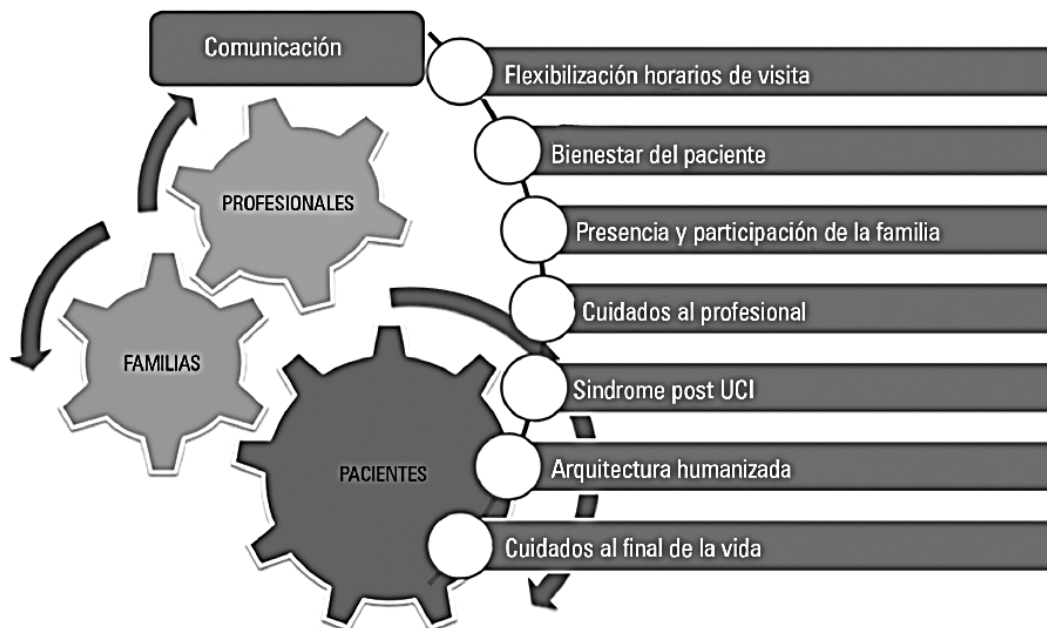 Comunicación
Flexibilización horarios de visita
Bienestar del paciente
PROFESIONALES
Presencia y participación de la familia
Cuidados al profesional
FAMILIAS
Sindrome post UCI
PACIENTES
Arquitectura humanizada
Cuidados al final de la vida